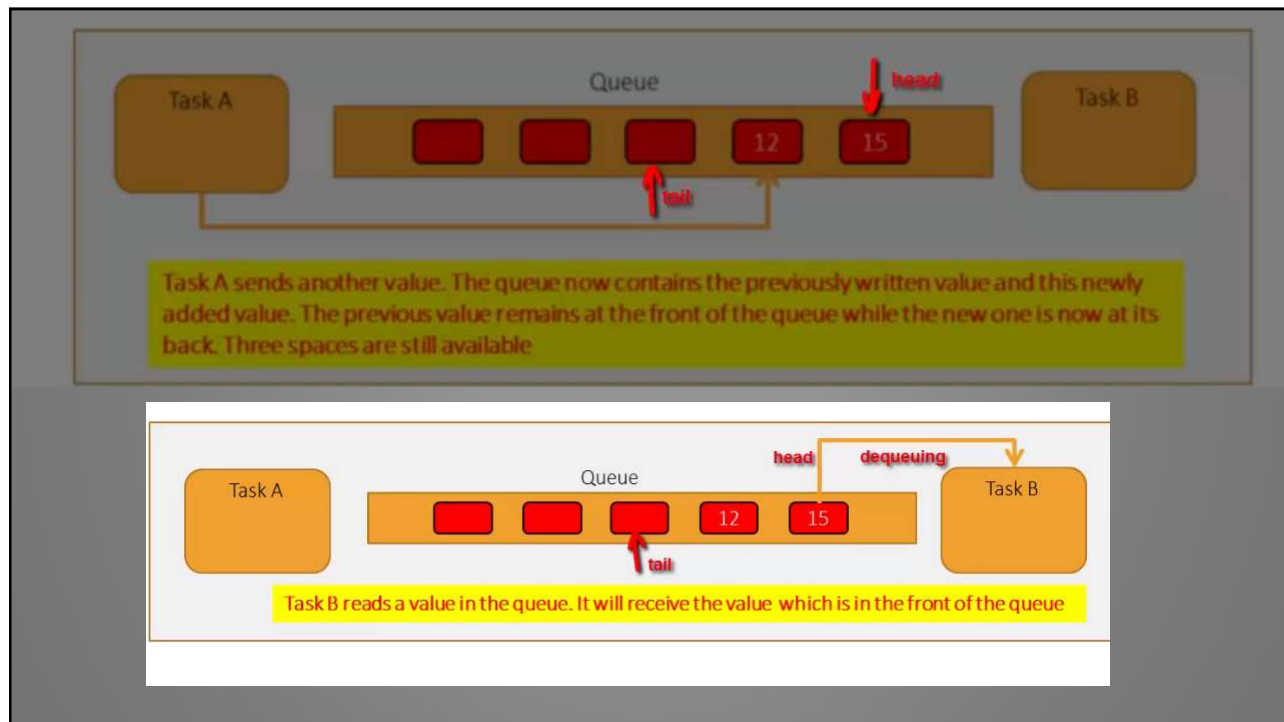 Queue
head
Task A
Task B
12
15
tail
Task A sends another value. The queue now contains the previously written value and this newly
added value. The previous value remains at the front of the queue while the new one is now at its
back. Three spaces are still available
head
dequeuing
Queue
Task A
Task B
12
15
tail
Task B reads a value in the queue. It will receive the value which is in the front of the queue